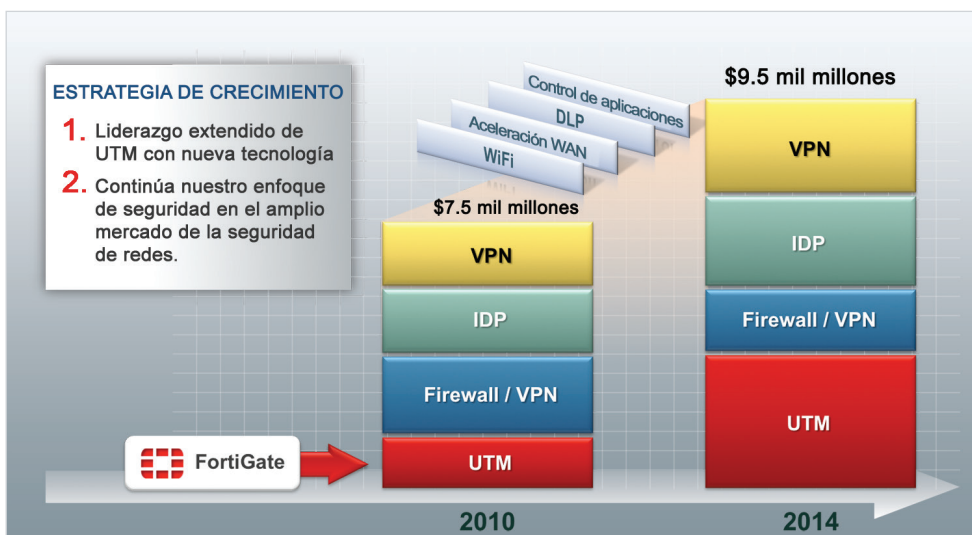 ESTRATEGIA DE CRECIMIENTO
1. Liderazgo extendido de
UTM con nueva tecnología
2. Continúa nuestro enfoque
de seguridad en el amplio
mercado de la seguridad
de redes.
Control de aplicaciones
DLP
Aceleración WAN
WiFi
$7.5 mil millones
VPN
IDP
Firewall / VPN
UTM
$9.5 mil millones
VPN
IDP
Firewall / VPN
UTM
FortiGate
2010
2014